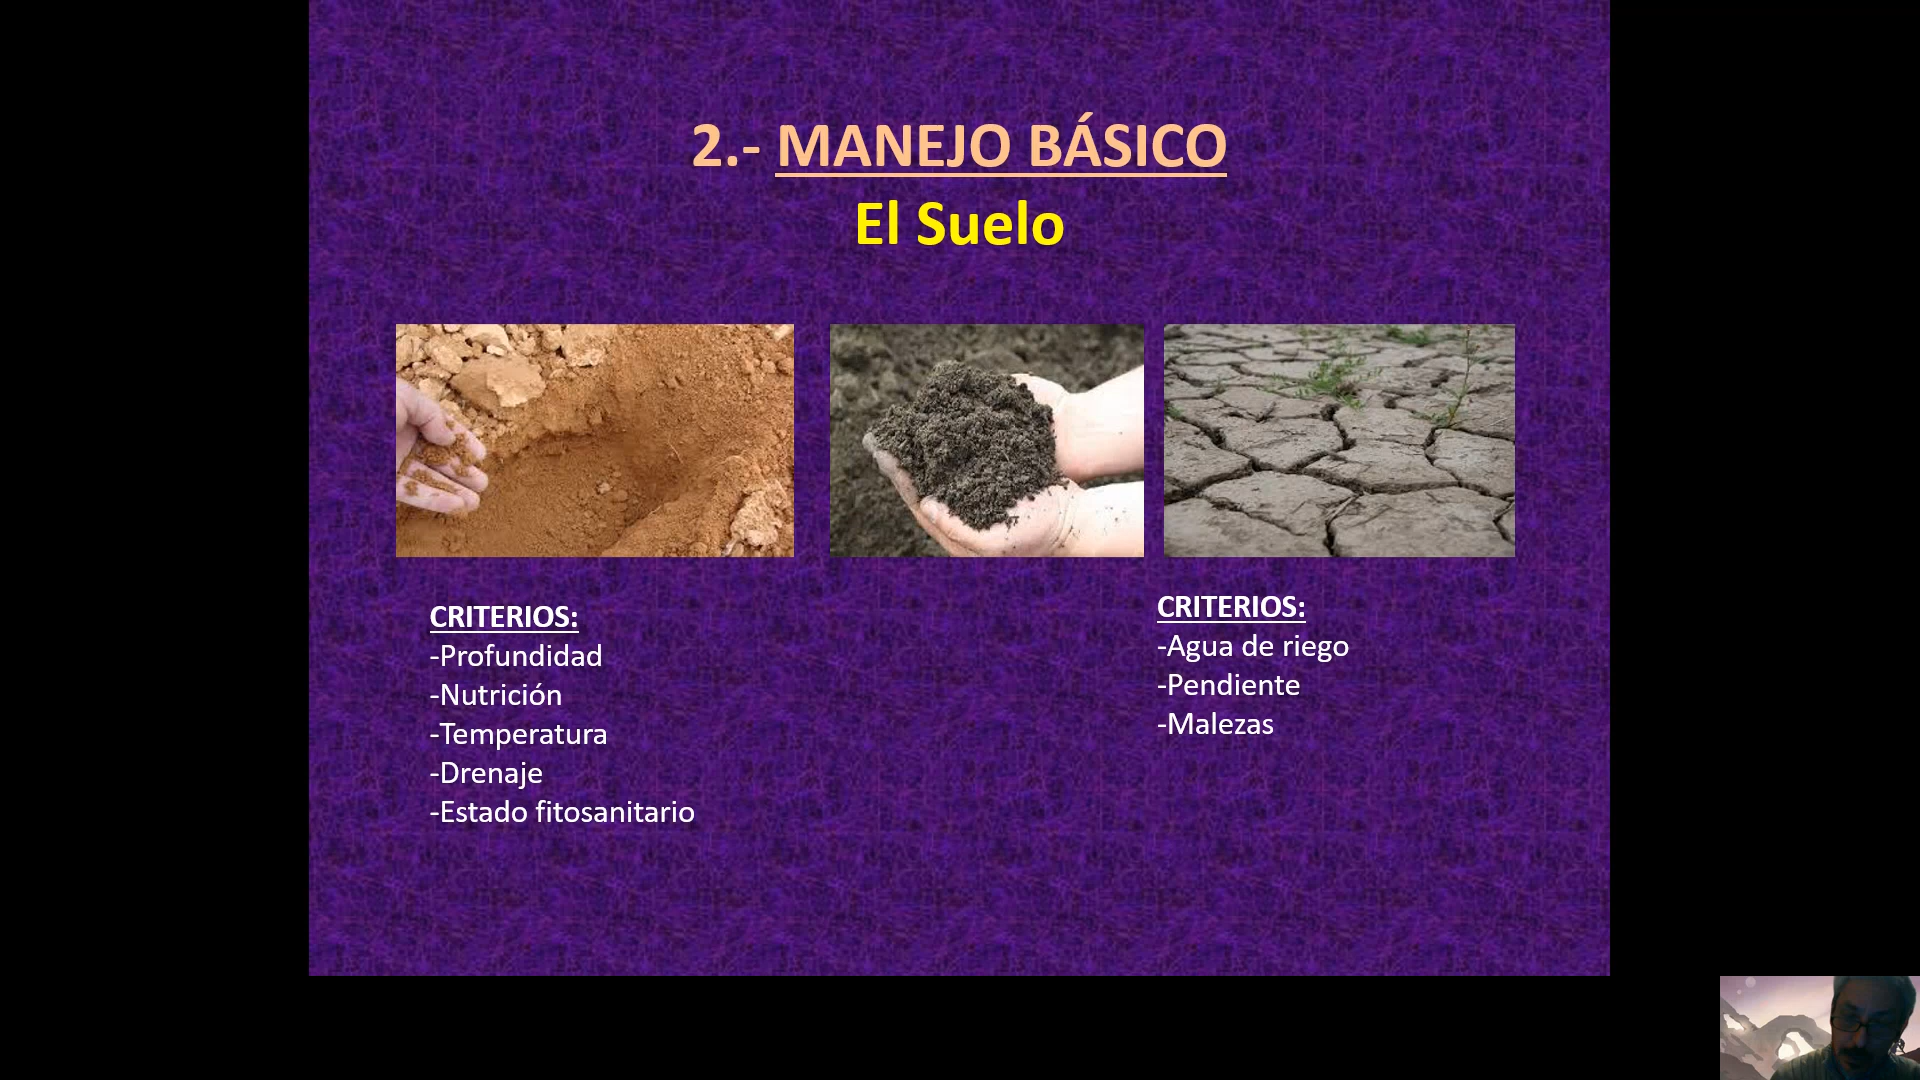 2.- MANEJO BÁSICO
El Suelo
CRITERIOS:
-Profundidad
-Nutrición
-Temperatura
-Drenaje
-Estado fitosanitario
CRITERIOS:
-Agua de riego
-Pendiente
-Malezas